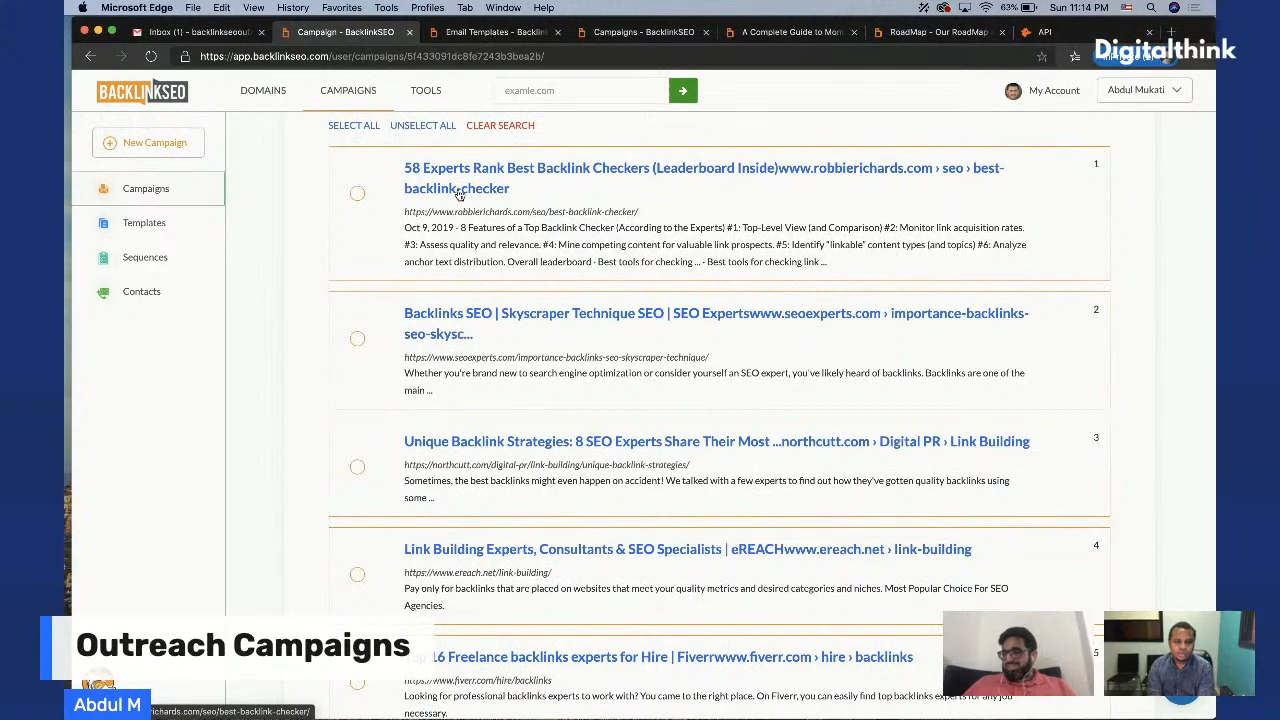 Microsoft Edge File Edit View History Favorites Tools Window Help 63% Sun 11:14 PM
Inbox (1) - backlinkseoout
Campaign - BacklinkSEO
Email Templates - Backlink
Campaigns - BacklinkSEO
A Complete Guide to Mon
RoadMap - Our RoadMap
API
https://app.backlinkseo.com/user/campaigns/5f433091dc8fe7243b3bea2b/
Digitalthink
BACKLINKSEO
DOMAINS CAMPAIGNS TOOLS
examle.com
My Account
Abdul Mukati
New Campaign
Campaigns
Templates
Sequences
Contacts
SELECT ALL UNSELECT ALL CLEAR SEARCH
58 Experts Rank Best Backlink Checkers (Leaderboard Inside)www.robbierichards.com › seo › best-
backlink-checker
1
https://www.robbierichards.com/seo/best-backlink-checker/
Oct 9, 2019 - 8 Features of a Top Backlink Checker (According to the Experts) #1: Top-Level View (and Comparison) #2: Monitor link acquisition rates.
#3: Assess quality and relevance. #4: Mine competing content for valuable link prospects. #5: Identify “linkable” content types (and topics) #6: Analyze
anchor text distribution. Overall leaderboard · Best tools for checking ... · Best tools for checking link ...
Backlinks SEO | Skyscraper Technique SEO | SEO Expertswww.seoexperts.com › importance-backlinks-
seo-skysc...
2
https://www.seoexperts.com/importance-backlinks-seo-skyscraper-technique/
Whether you're brand new to search engine optimization or consider yourself an SEO expert, you've likely heard of backlinks. Backlinks are one of the
main ...
Unique Backlink Strategies: 8 SEO Experts Share Their Most ...northcutt.com › Digital PR › Link Building
3
https://northcutt.com/digital-pr/link-building/unique-backlink-strategies/
Sometimes, the best backlinks might even happen on accident! We talked with a few experts to find out how they've gotten quality backlinks using
some ...
Link Building Experts, Consultants & SEO Specialists | eREACHwww.ereach.net › link-building
4
https://www.ereach.net/link-building/
Pay only for backlinks that are placed on websites that meet your quality metrics and desired categories and niches. Most Popular Choice For SEO
Agencies.
16 Freelance backlinks experts for Hire | Fiverrwww.fiverr.com › hire › backlinks
5
https://www.fiverr.com/hire/backlinks
Looking for professional backlinks experts to work with? You came to the right place. On Fiverr, you can easily find top backlinks experts for any job
necessary.
Outreach Campaigns
Abdul M
richards.com/seo/best-backlink-checker/